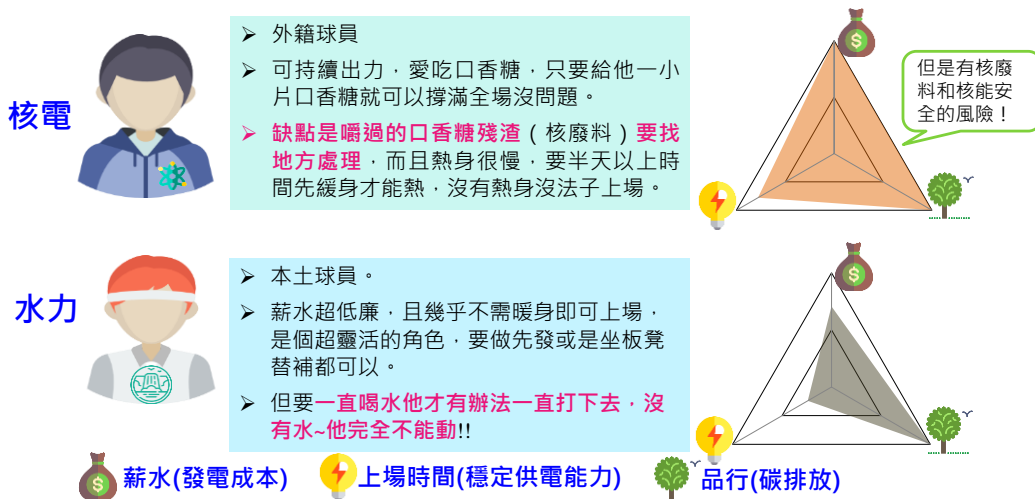 核電
➤ 外籍球員
➤ 可持續出力，愛吃口香糖，只要給他一小
片口香糖就可以撐滿全場沒問題。
➤ 缺點是嚼過的口香糖殘渣（核廢料）要找
地方處理，而且熱身很慢，要半天以上時
間先緩身才能熱，沒有熱身沒法子上場。
但是有核廢
料和核能安
全的風險！
水力
➤ 本土球員。
➤ 薪水超低廉，且幾乎不需暖身即可上場，
是個超靈活的角色，要做先發或是坐板凳
替補都可以。
➤ 但要一直喝水他才有辦法一直打下去，沒
有水~他完全不能動!!
薪水(發電成本)
上場時間(穩定供電能力)
品行(碳排放)